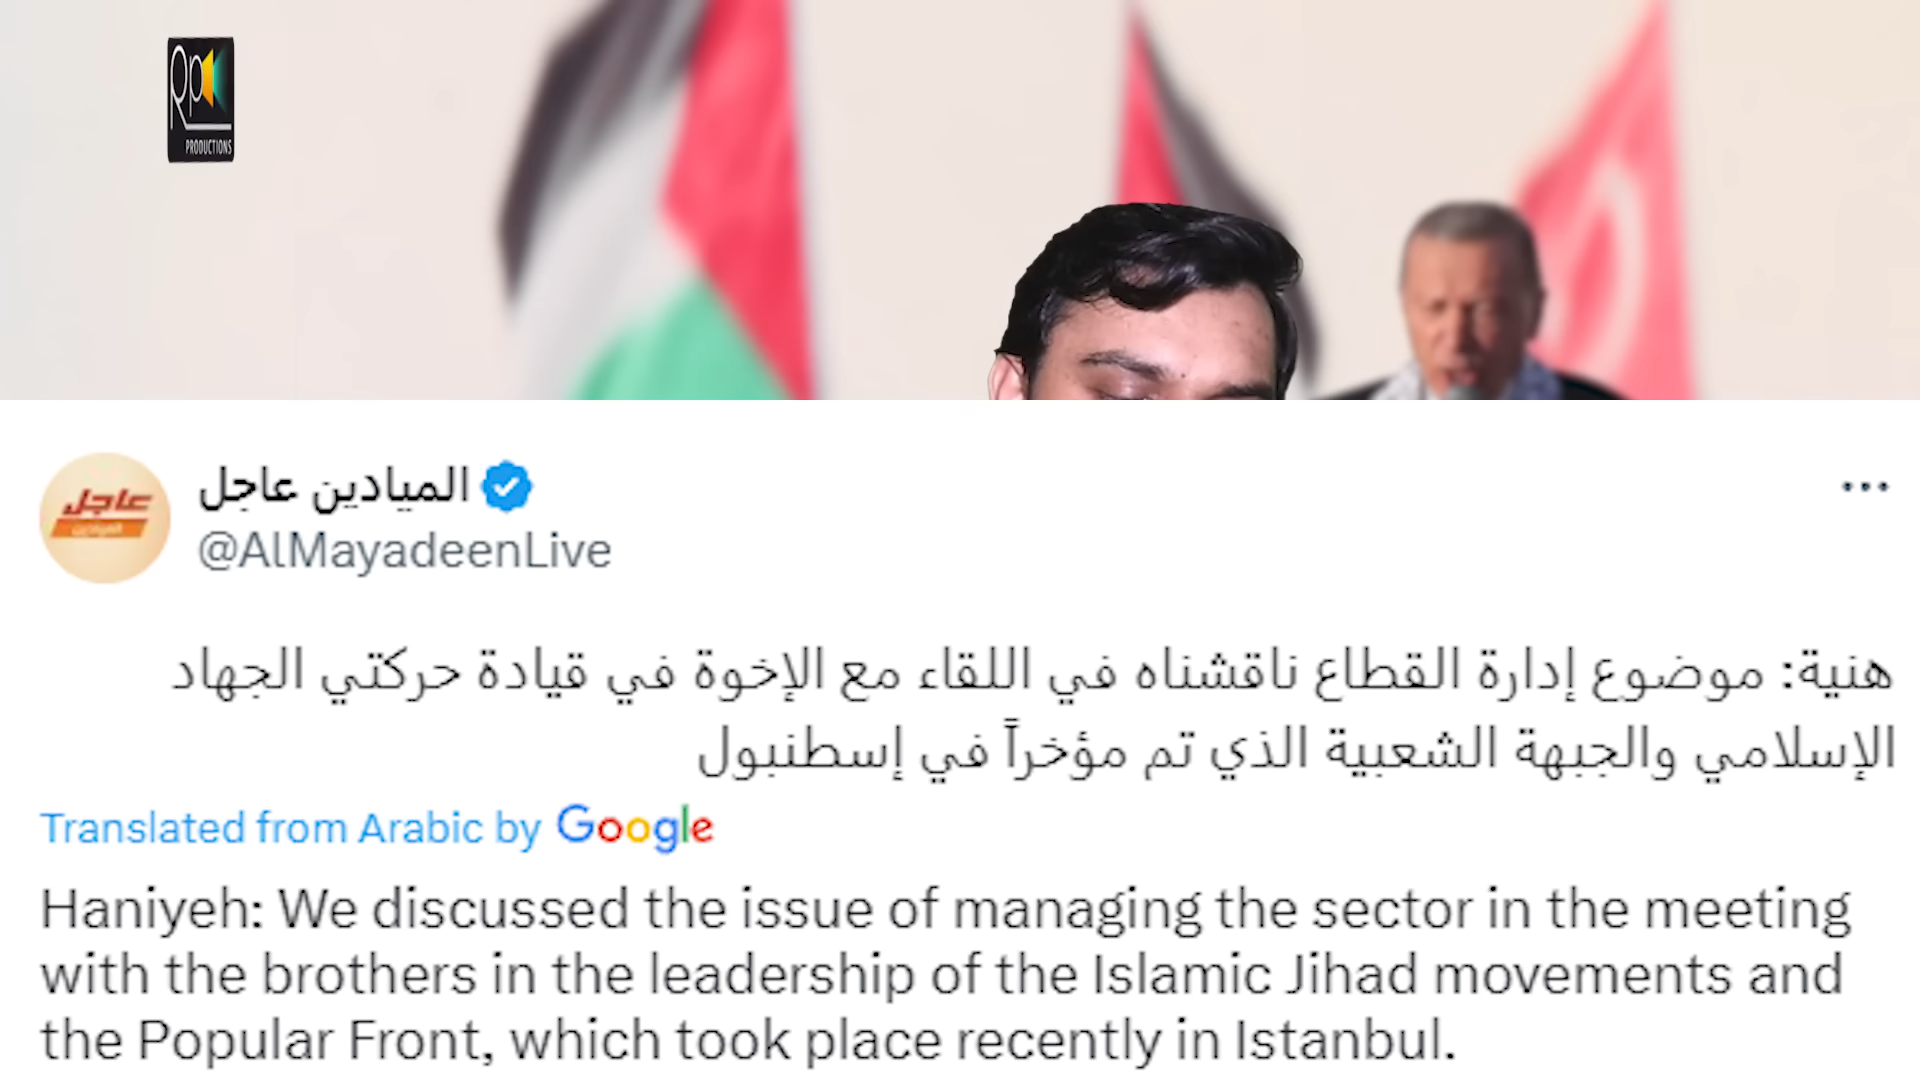 Rp
PRODUCTIONS
عاجل
الميادين
الميادين عاجل
@AlMayadeenLive
هنية: موضوع إدارة القطاع ناقشناه في اللقاء مع الإخوة في قيادة حركتي الجهاد
الإسلامي والجبهة الشعبية الذي تم مؤخراً في إسطنبول
Translated from Arabic by Google
Haniyeh: We discussed the issue of managing the sector in the meeting
with the brothers in the leadership of the Islamic Jihad movements and
the Popular Front, which took place recently in Istanbul.